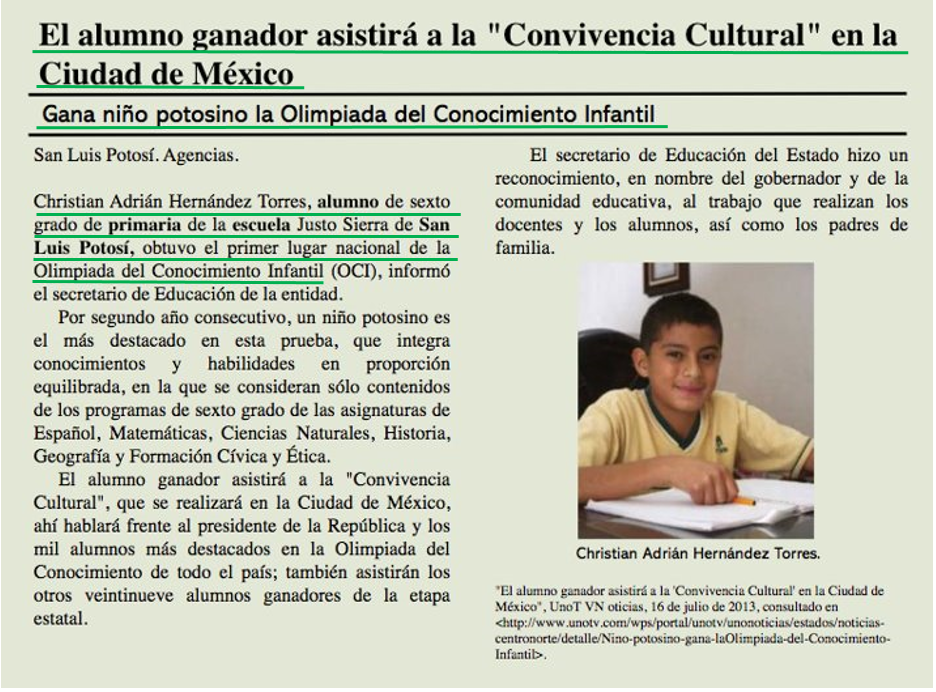 El alumno ganador asistirá a la "Convivencia Cultural" en la
Ciudad de México
Gana niño potosino la Olimpiada del Conocimiento Infantil
San Luis Potosí. Agencias.
Christian Adrián Hernández Torres, alumno de sexto
grado de primaria de la escuela Justo Sierra de San
Luis Potosí, obtuvo el primer lugar nacional de la
Olimpiada del Conocimiento Infantil (OCI), informó
el secretario de Educación de la entidad.
Por segundo año consecutivo, un niño potosino es
el más destacado en esta prueba, que integra
conocimientos y habilidades en proporción
equilibrada, en la que se consideran sólo contenidos
de los programas de sexto grado de las asignaturas de
Español, Matemáticas, Ciencias Naturales, Historia,
Geografía y Formación Cívica y Ética.
El alumno ganador asistirá a la "Convivencia
Cultural", que se realizará en la Ciudad de México,
ahí hablará frente al presidente de la República y los
mil alumnos más destacados en la Olimpiada del
Conocimiento de todo el país; también asistirán los
otros veintinueve alumnos ganadores de la etapa
estatal.
El secretario de Educación del Estado hizo un
reconocimiento, en nombre del gobernador y de la
comunidad educativa, al trabajo que realizan los
docentes y los alumnos, así como los padres de
familia.
Christian Adrián Hernández Torres.
"El alumno ganador asistirá a la 'Convivencia Cultural' en la Ciudad de
México", UnoT VN oticias, 16 de julio de 2013, consultado en
<http://www.unotv.com/wps/portal/unotv/unonoticias/estados/noticias-
centronorte/detalle/Nino-potosino-gana-laOlimpiada-del-Conocimiento-
Infantil>.